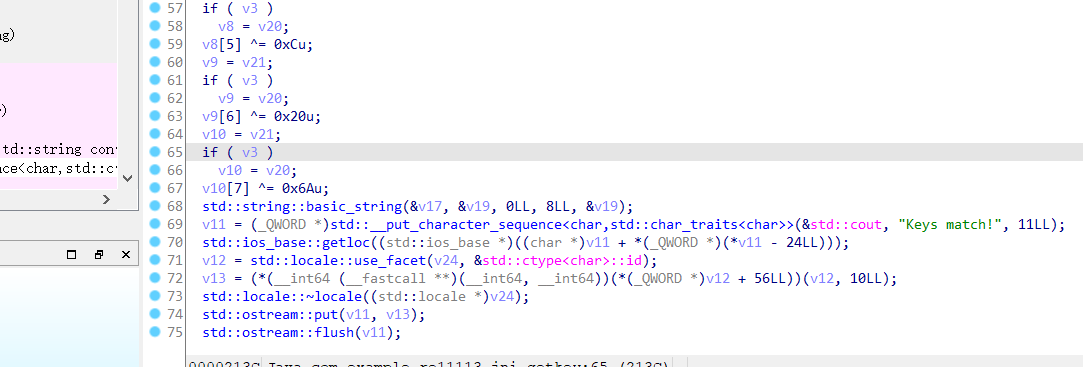 ng)
)
td::string con
nce<char,std::c
57 if ( v3 )
58 v8 = v20;
59 v8[5] ^= 0xCu;
60 v9 = v21;
61 if ( v3 )
62 v9 = v20;
63 v9[6] ^= 0x20u;
64 v10 = v21;
65 if ( v3 )
66 v10 = v20;
67 v10[7] ^= 0x6Au;
68 std::string::basic_string(&v17, &v19, 0LL, 8LL, &v19);
69 v11 = (_QWORD *)std::__put_character_sequence<char,std::char_traits<char>>(&std::cout, "Keys match!", 11LL);
70 std::ios_base::getloc((std::ios_base *)((char *)v11 + *(_QWORD *)(*v11 - 24LL)));
71 v12 = std::locale::use_facet(v24, &std::ctype<char>::id);
72 v13 = (*(__int64 (__fastcall **)(__int64, __int64))(*(_QWORD *)v12 + 56LL))(v12, 10LL);
73 std::locale::~locale((std::locale *)v24);
74 std::ostream::put(v11, v13);
75 std::ostream::flush(v11);